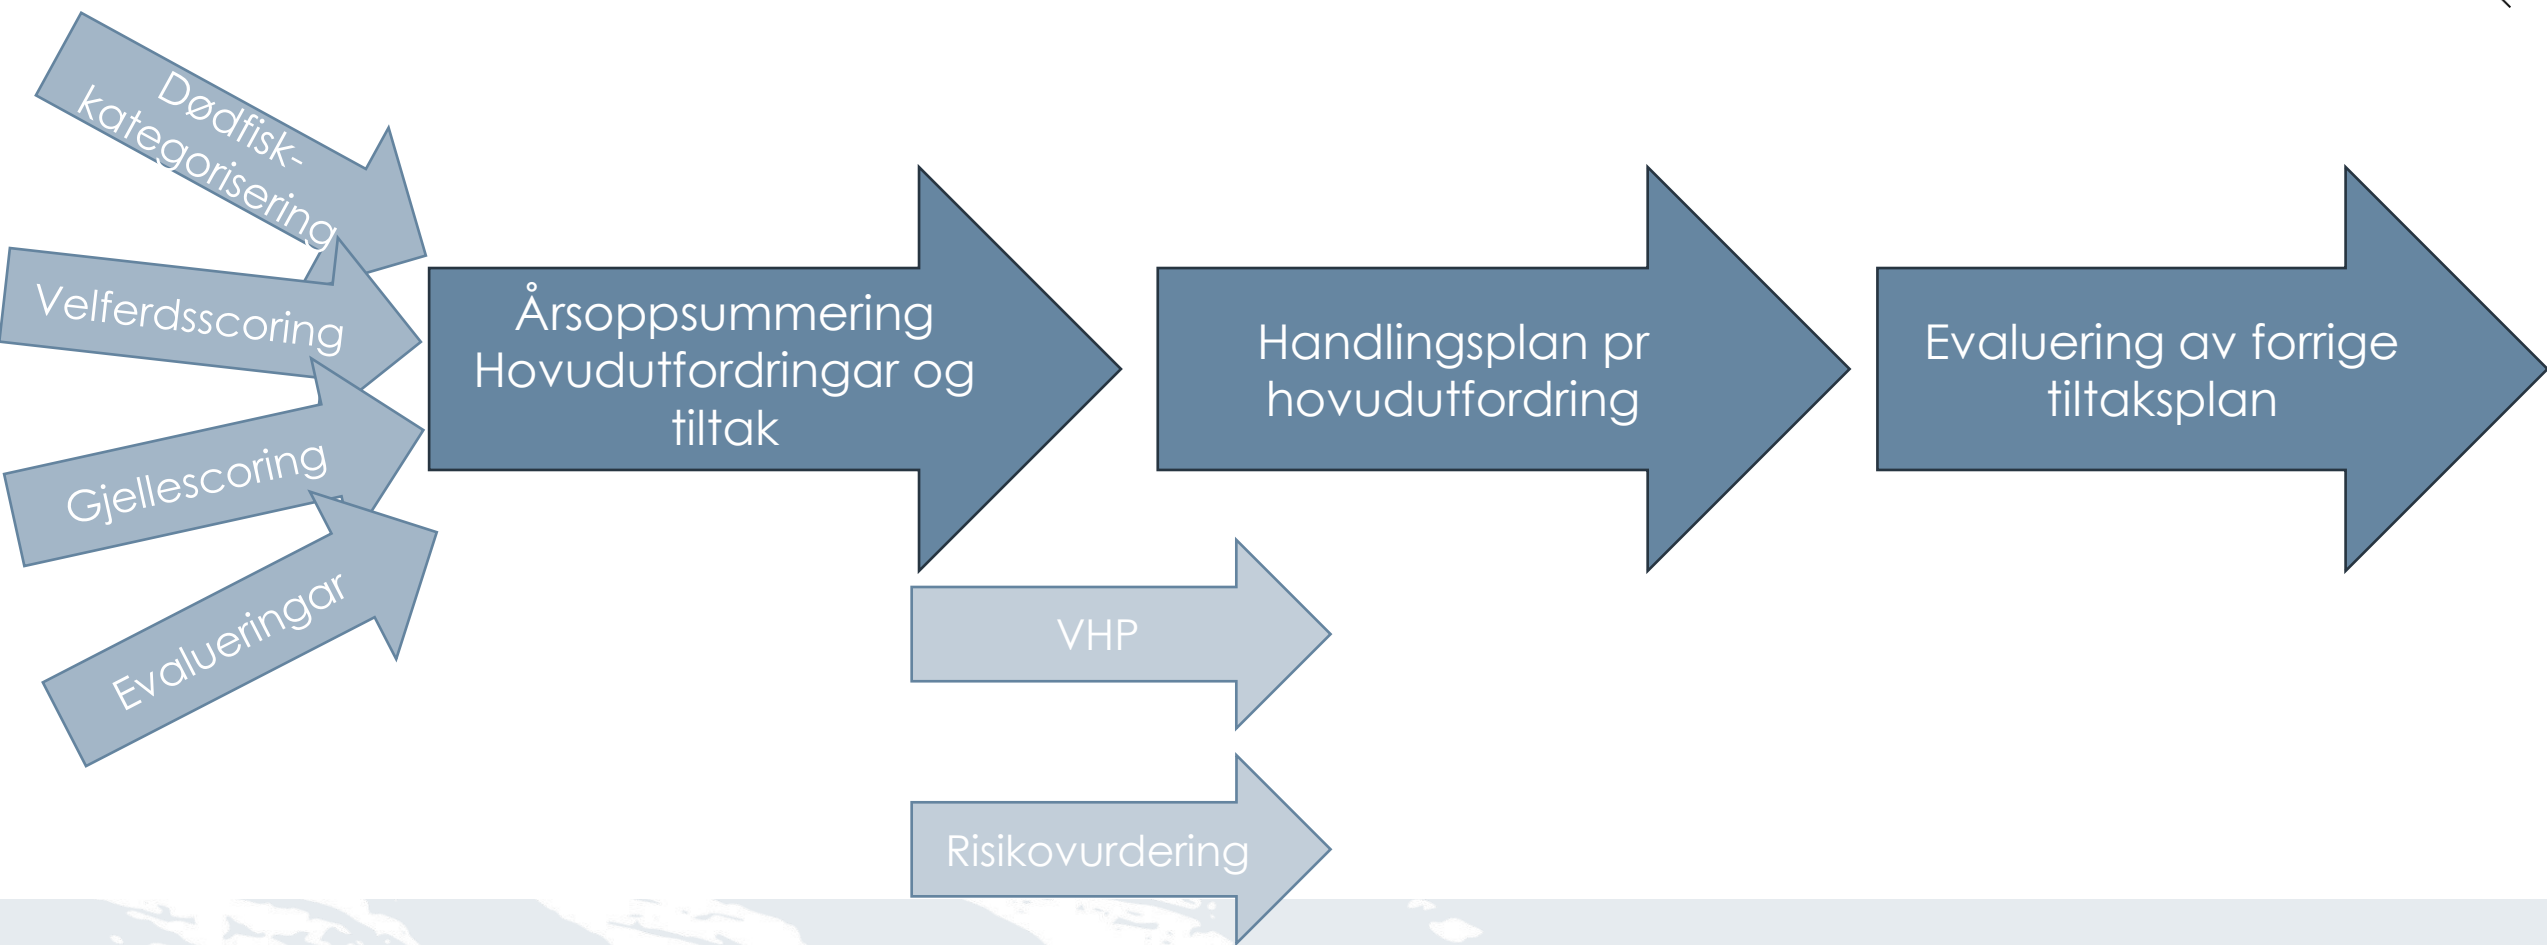 Dødfisk-
kategorisering
Velferdsscoring
Gjellescoring
Evalueringar
Årsoppsummering
Hovudutfordringar og
tiltak
Handlingsplan pr
hovudutfordring
Evaluering av forrige
tiltaksplan
VHP
Risikovurdering